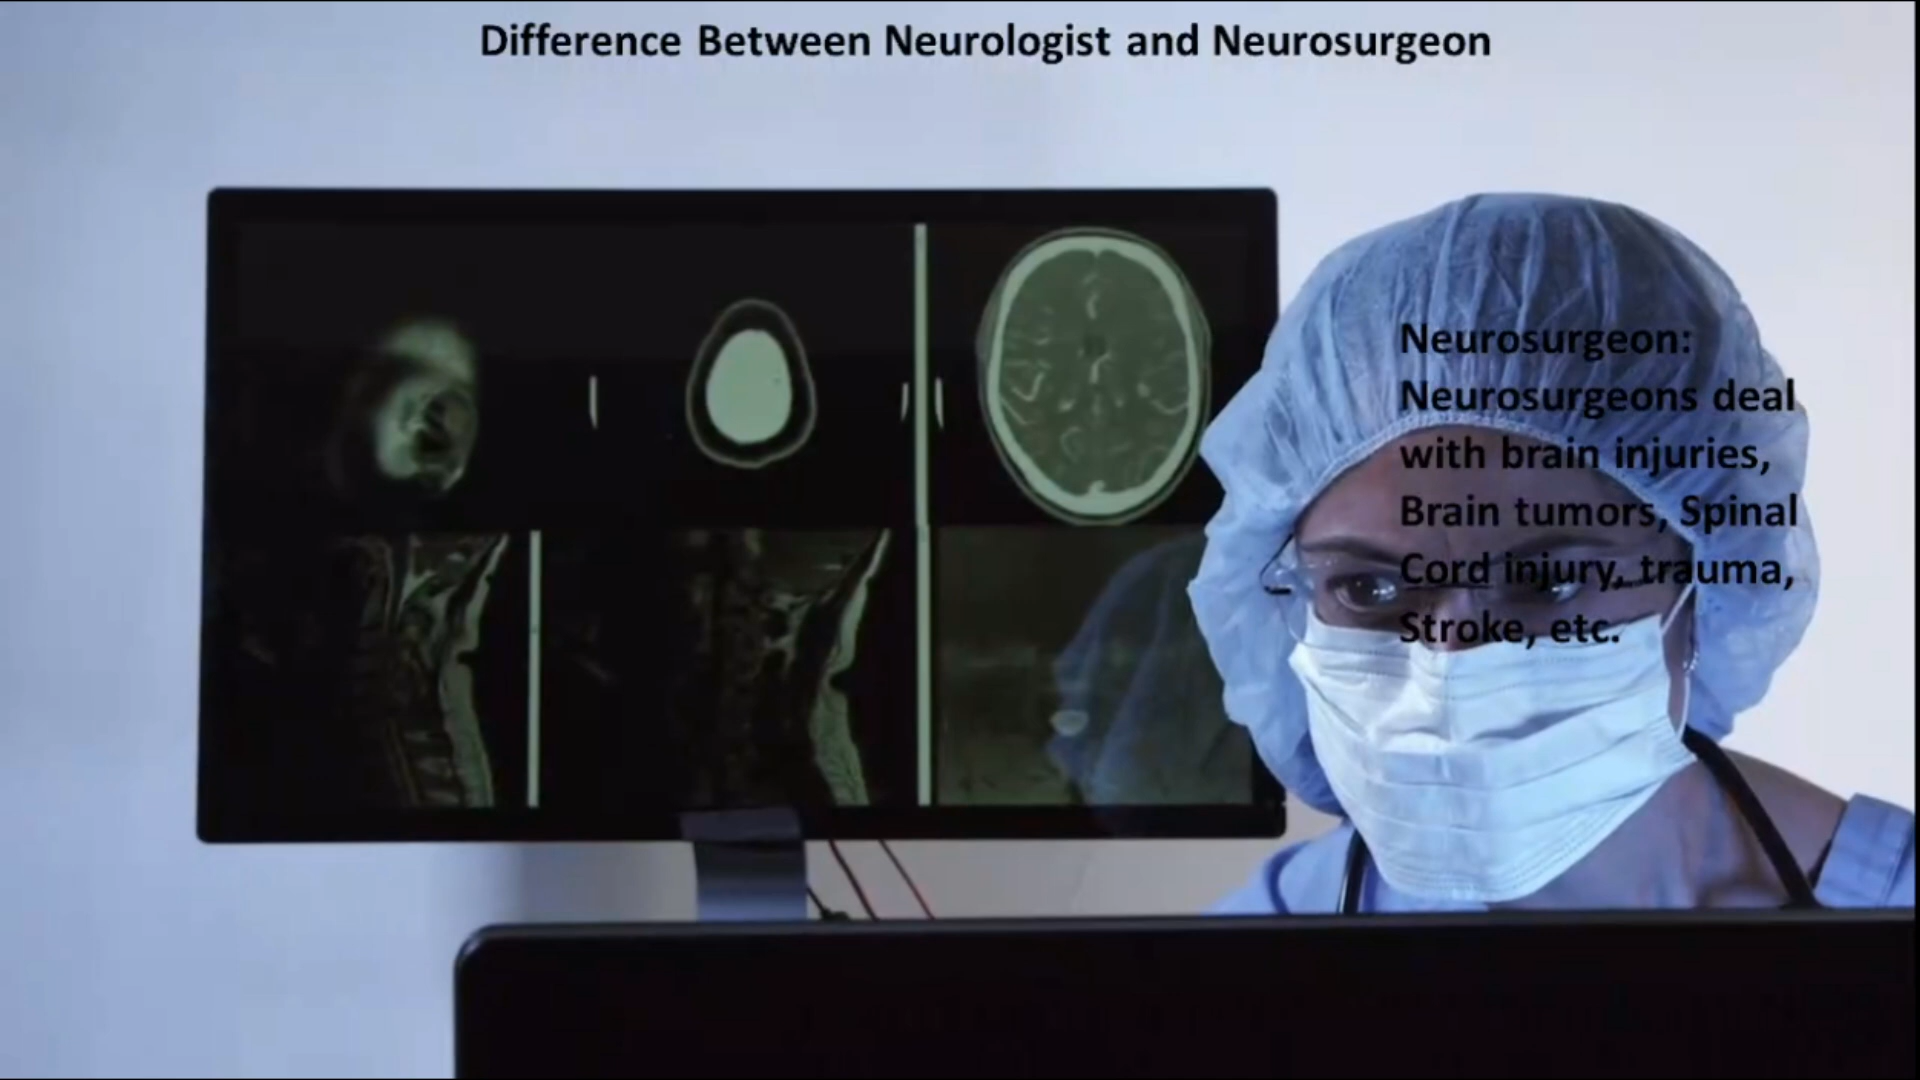 Difference Between Neurologist and Neurosurgeon
Neurosurgeon:
Neurosurgeons deal
with brain injuries,
Brain tumors, Spinal
Cord injury, trauma,
Stroke, etc.